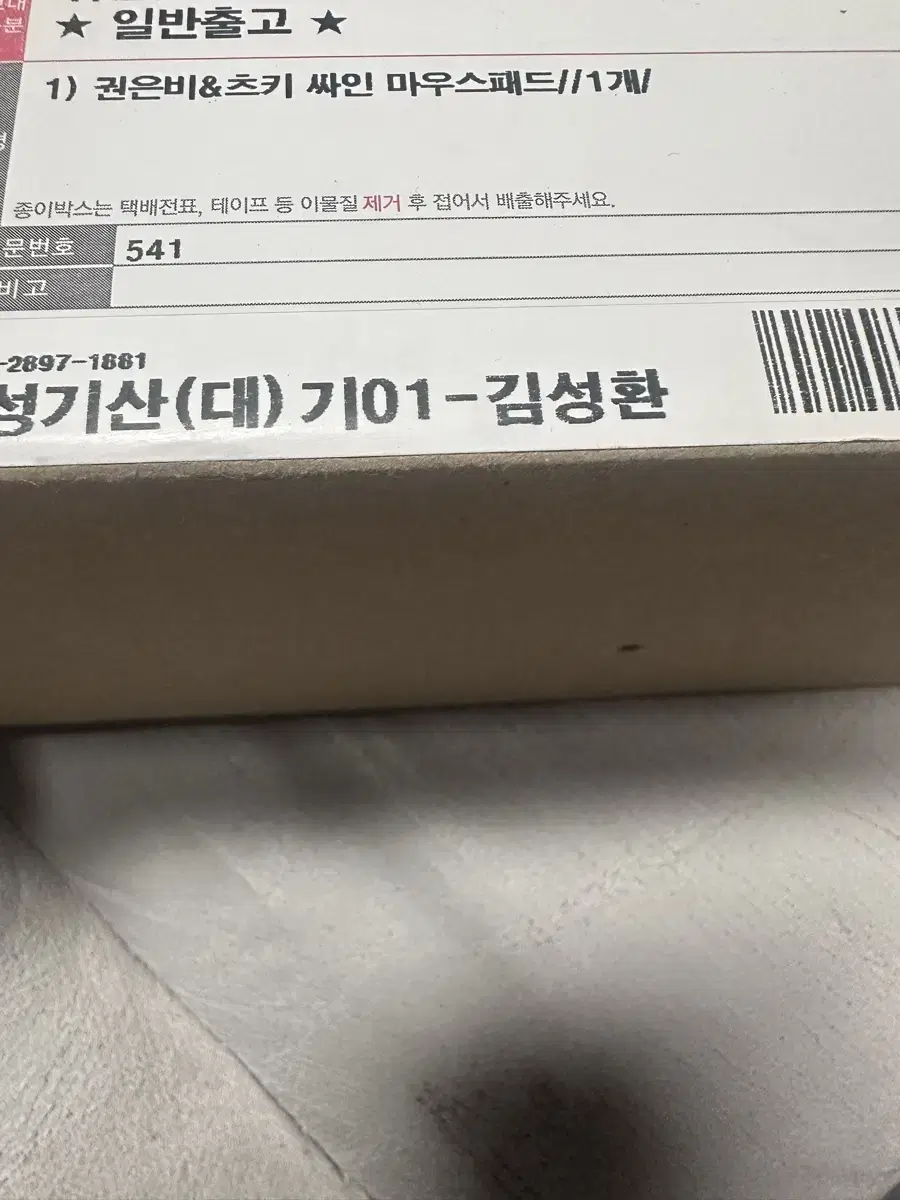 ★ 일반출고 ★
1) 권은비&츠키 싸인 마우스패드//1개/
종이박스는 택배전표, 테이프 등 이물질 제거 후 접어서 배출해주세요.
문번호 541
비고
-2897-1881
성기산(대) 기01-김성환